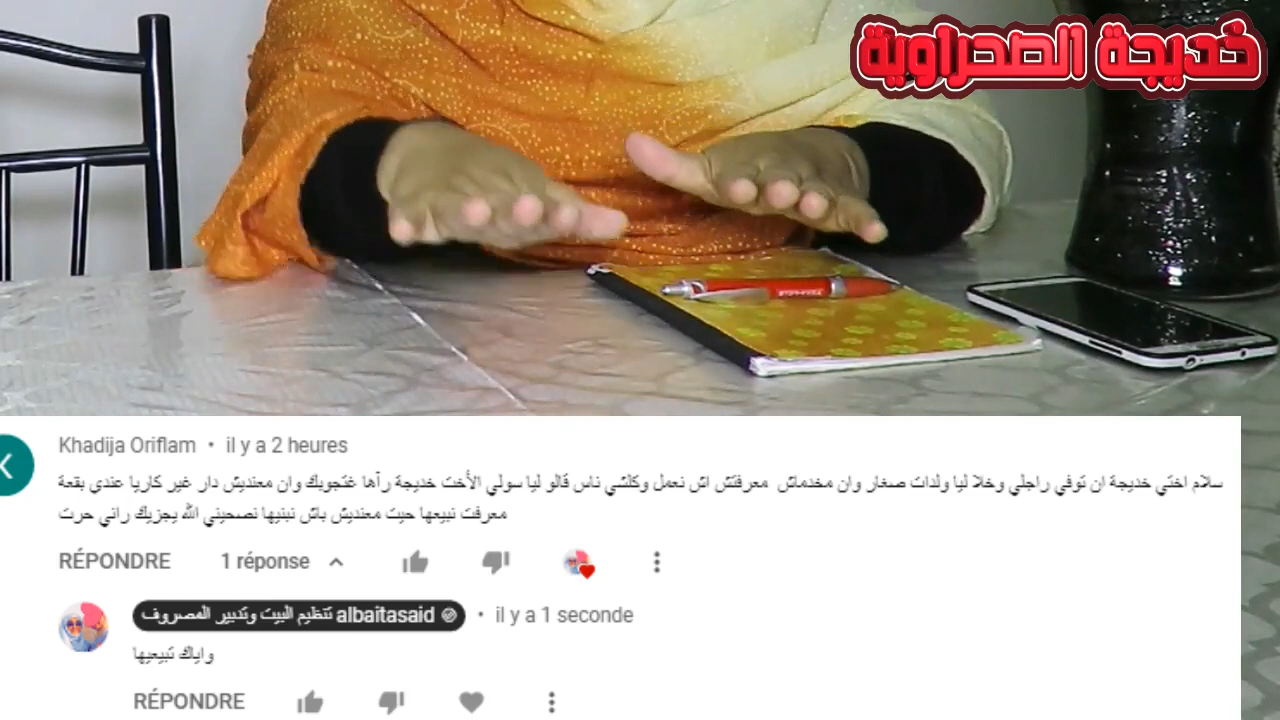 خديجة الصحراوية
Khadija Oriflam • il y a 2 heures
سلام اختي خديجة ان توفي راجلي وخلا ليا ولدات صغار وان مخدماش معرفتش اش نعمل وكلشي ناس قالو ليا سولي الأخت خديجة رآها غتجوبك وان معنديش دار غير كاريا عندي بقعة
معرفت نبيعها حيت معنديش باش نبنيها نصحيني الله يجزيك راني حرت
RÉPONDRE 1 réponse
albaitasaid تنظيم البيت وتدبير المصروف • il y a 1 seconde
واياك تبيعيها
RÉPONDRE